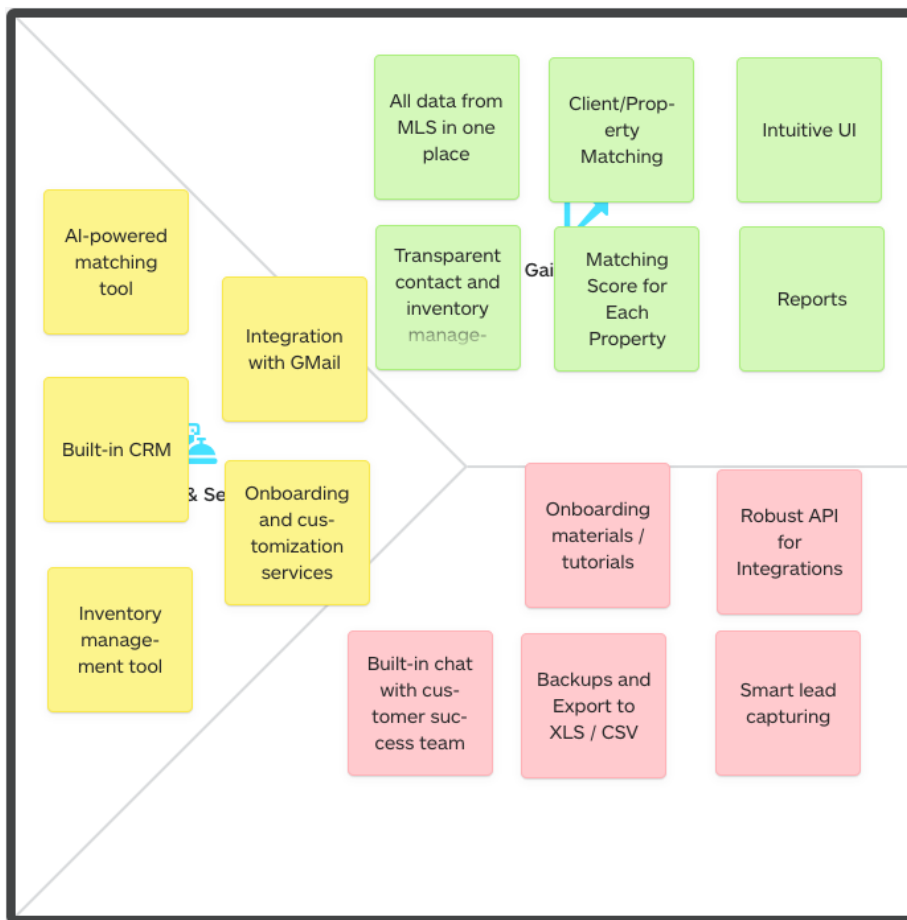 All data from
MLS in one
place
Client/Prop-
erty
Matching
Intuitive UI
Transparent
contact and
inventory
manage-
Gai
Matching
Score for
Each
Property
Reports
AI-powered
matching
tool
Integration
with GMail
Built-in CRM
& Se
Onboarding
and cus-
tomization
services
Inventory
manage-
ment tool
Onboarding
materials /
tutorials
Robust API
for
Integrations
Built-in chat
with cus-
tomer suc-
cess team
Backups and
Export to
XLS / CSV
Smart lead
capturing